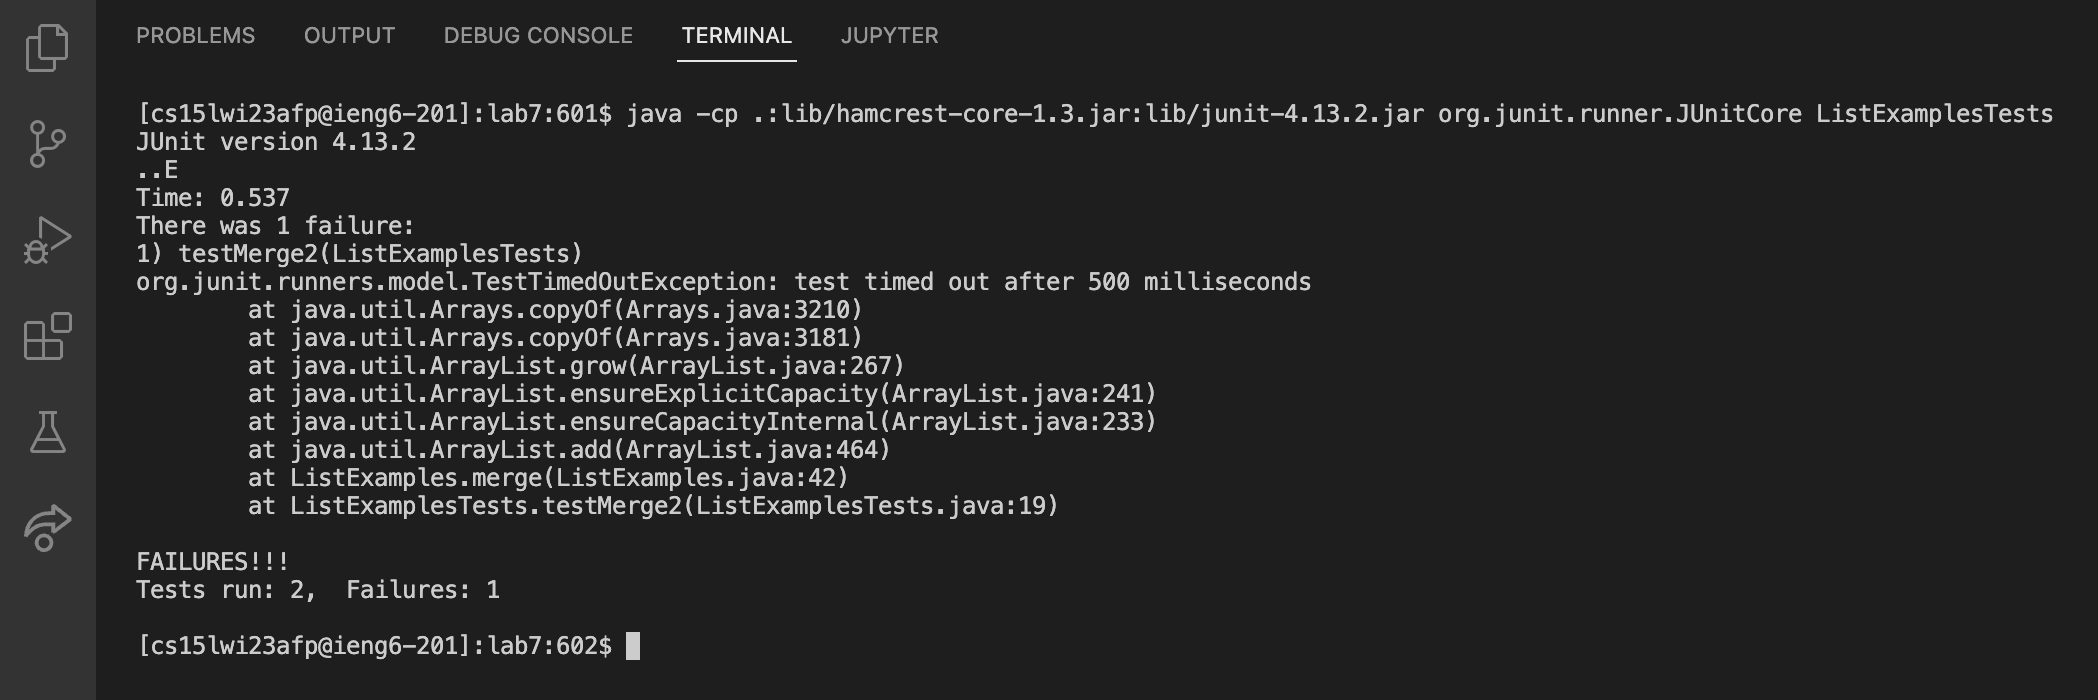 PROBLEMS OUTPUT DEBUG CONSOLE TERMINAL JUPYTER
[cs15lwi23afp@ieng6-201]:lab7:601$ java -cp .:lib/hamcrest-core-1.3.jar:lib/junit-4.13.2.jar org.junit.runner.JUnitCore ListExamplesTests
JUnit version 4.13.2
..E
Time: 0.537
There was 1 failure:
1) testMerge2(ListExamplesTests)
org.junit.runners.model.TestTimedOutException: test timed out after 500 milliseconds
        at java.util.Arrays.copyOf(Arrays.java:3210)
        at java.util.Arrays.copyOf(Arrays.java:3181)
        at java.util.ArrayList.grow(ArrayList.java:267)
        at java.util.ArrayList.ensureExplicitCapacity(ArrayList.java:241)
        at java.util.ArrayList.ensureCapacityInternal(ArrayList.java:233)
        at java.util.ArrayList.add(ArrayList.java:464)
        at ListExamples.merge(ListExamples.java:42)
        at ListExamplesTests.testMerge2(ListExamplesTests.java:19)
FAILURES!!!
Tests run: 2,  Failures: 1
[cs15lwi23afp@ieng6-201]:lab7:602$